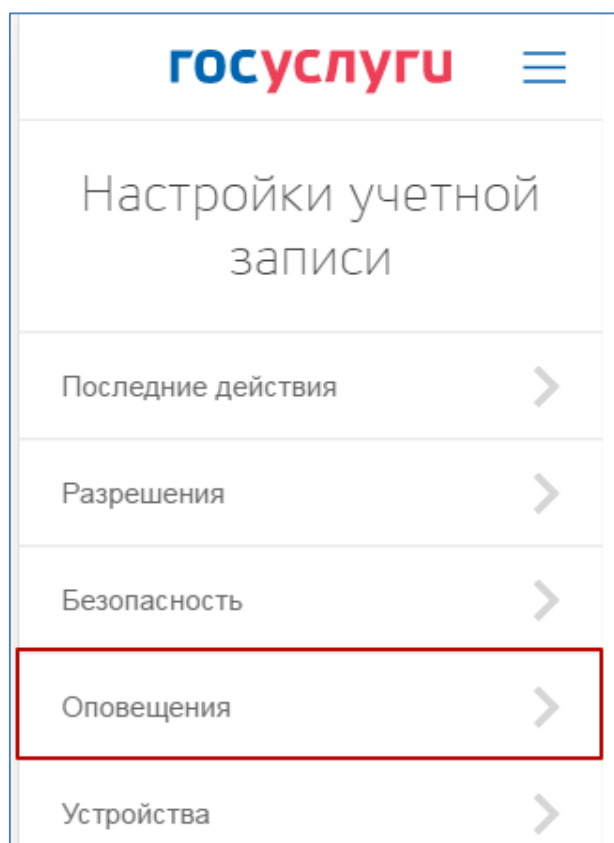 госуслуги
Настройки учетной
записи
Последние действия
Разрешения
Безопасность
Оповещения
Устройства